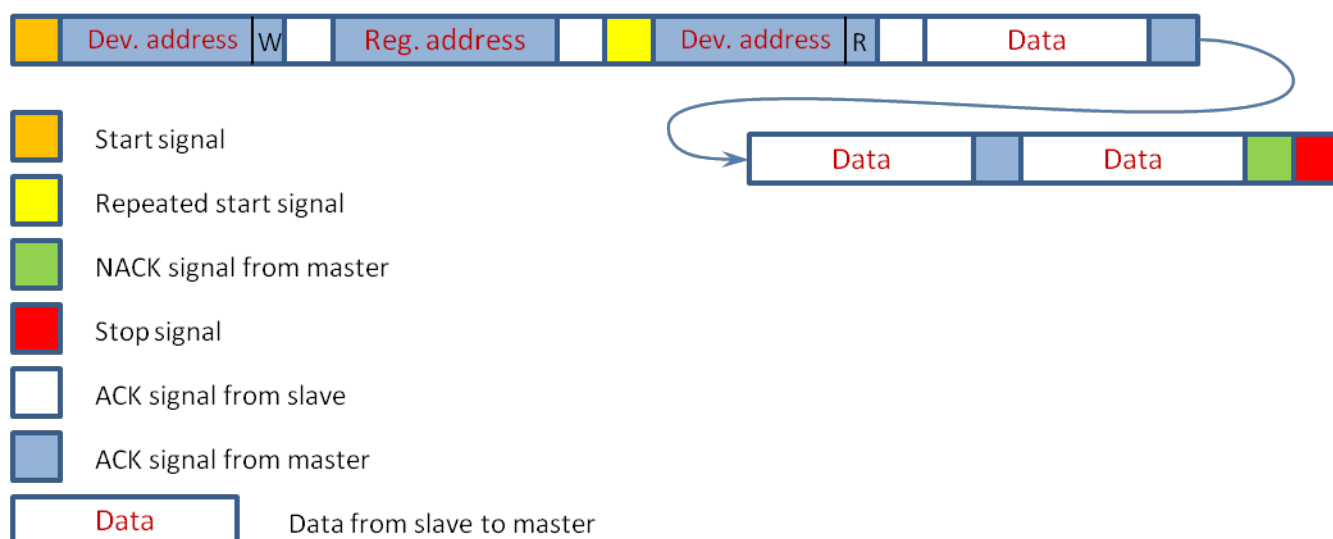 Dev. address W Reg. address Dev. address R Data
Data Data
Start signal
Repeated start signal
NACK signal from master
Stop signal
ACK signal from slave
ACK signal from master
Data Data from slave to master